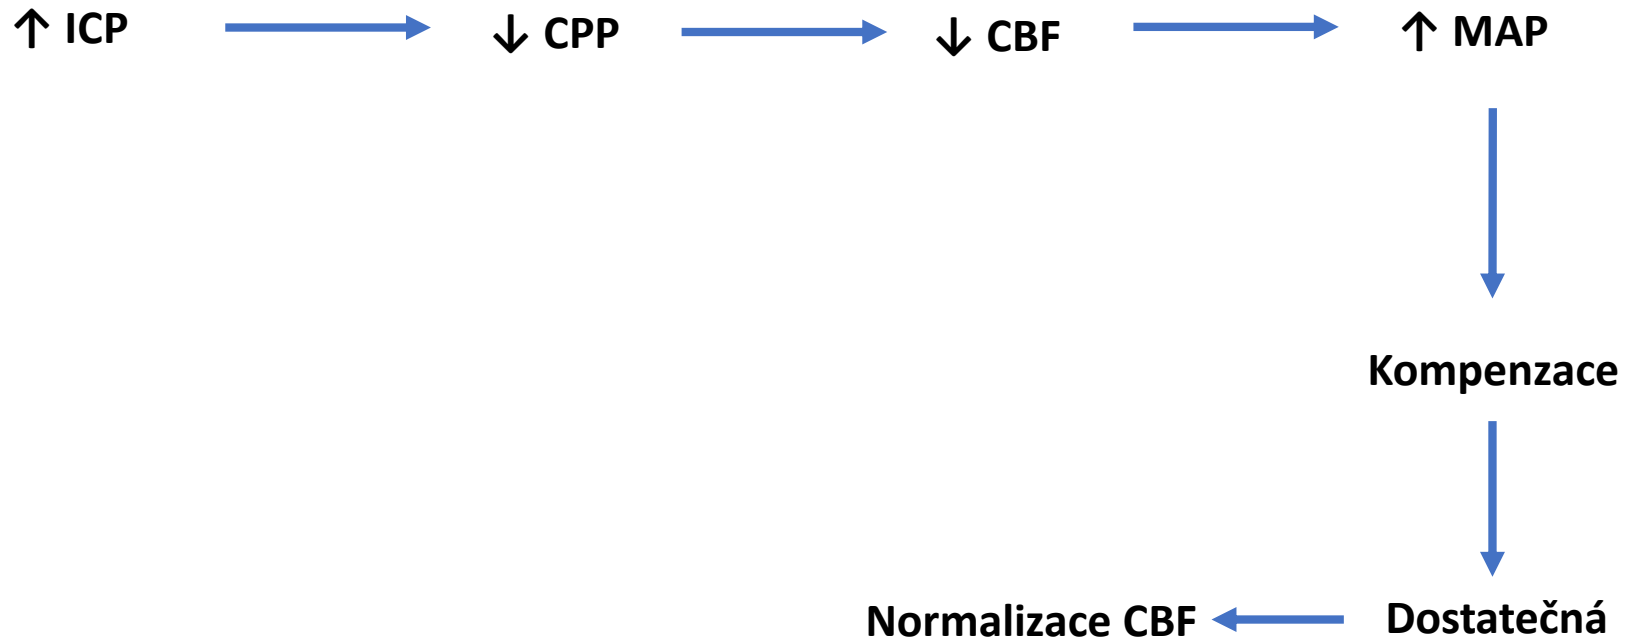 ↑ ICP
↓ CPP
↓ CBF
↑ MAP
Kompenzace
Dostatečná
Normalizace CBF